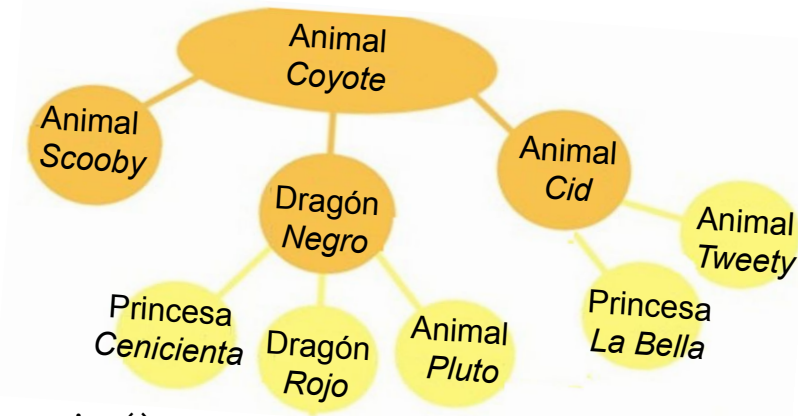 Animal
Coyote
Animal
Scooby
Dragón
Negro
Animal
Cid
Animal
Tweety
Princesa
Cenicienta
Dragón
Rojo
Animal
Pluto
Princesa
La Bella